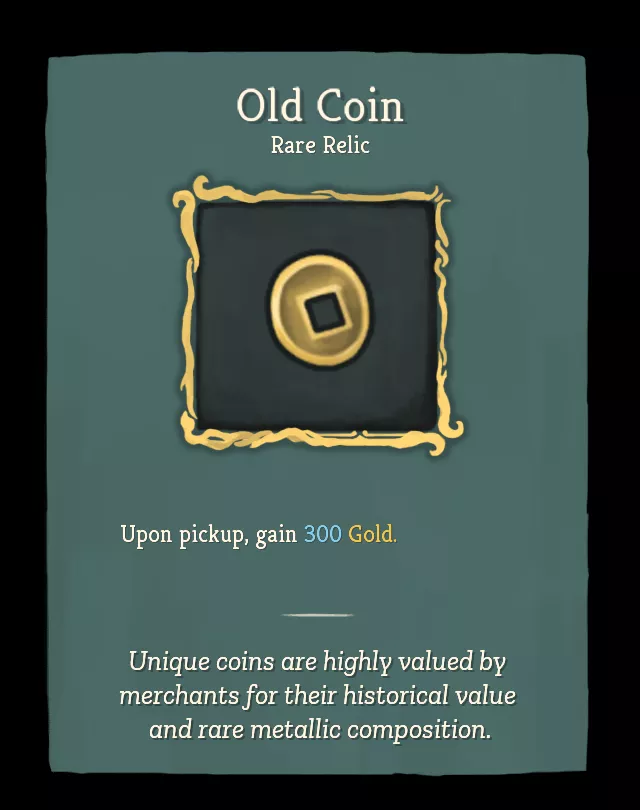 Old Coin
Rare Relic
Upon pickup, gain 300 Gold.
Unique coins are highly valued by
merchants for their historical value
and rare metallic composition.